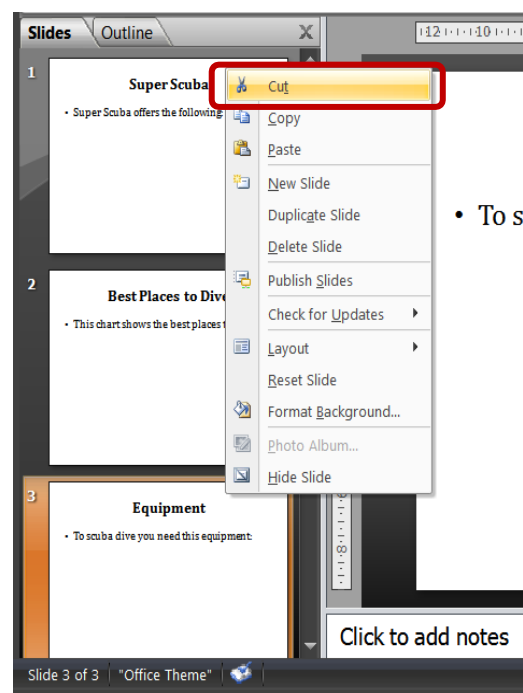 Slides Outline X
12 10
1
Super Scuba
• Super Scuba offers the following
2
Best Places to Dive
• This chart shows the best places
3
Equipment
• To scuba dive you need this equipment:
Cut
Copy
Paste
New Slide
Duplicate Slide
Delete Slide
Publish Slides
Check for Updates
Layout
Reset Slide
Format Background...
Photo Album...
Hide Slide
• To s
8
Click to add notes
Slide 3 of 3 "Office Theme"